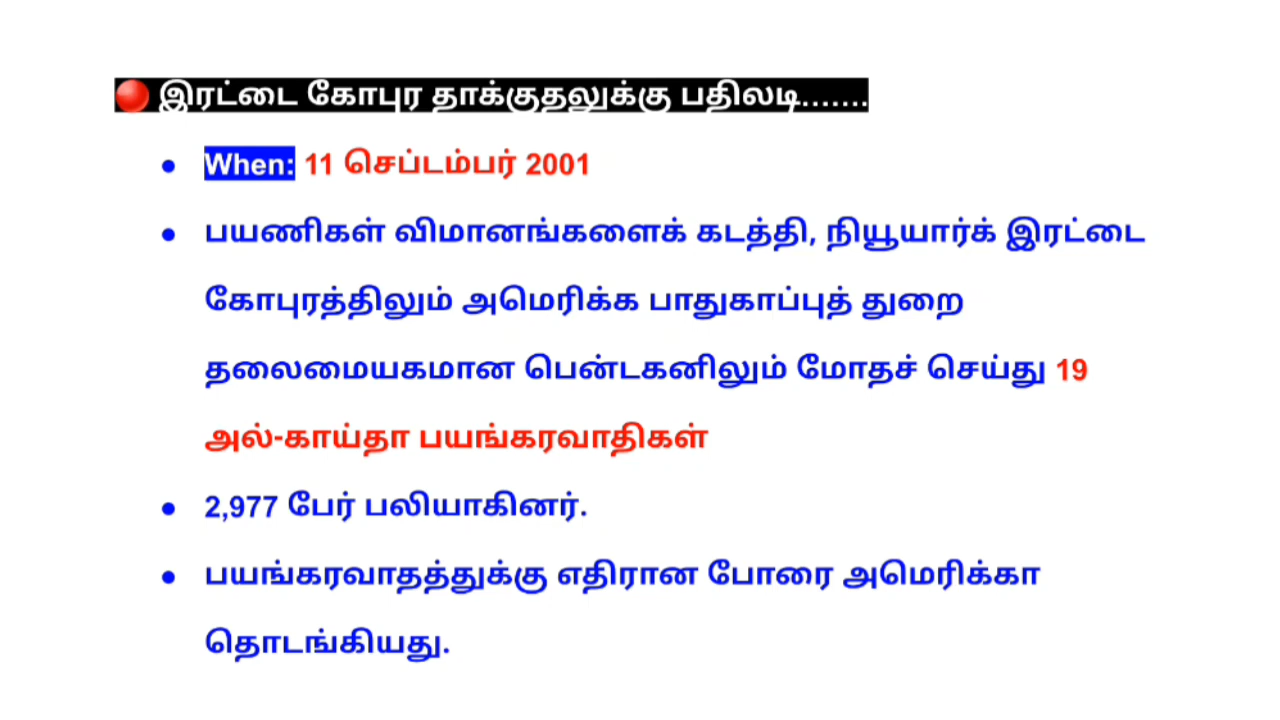 🔴 இரட்டை கோபுர தாக்குதலுக்கு பதிலடி.......
● When: 11 செப்டம்பர் 2001
● பயணிகள் விமானங்களைக் கடத்தி, நியூயார்க் இரட்டை
கோபுரத்திலும் அமெரிக்க பாதுகாப்புத் துறை
தலைமையகமான பென்டகனிலும் மோதச் செய்து 19
அல்-காய்தா பயங்கரவாதிகள்
● 2,977 பேர் பலியாகினர்.
● பயங்கரவாதத்துக்கு எதிரான போரை அமெரிக்கா
தொடங்கியது.